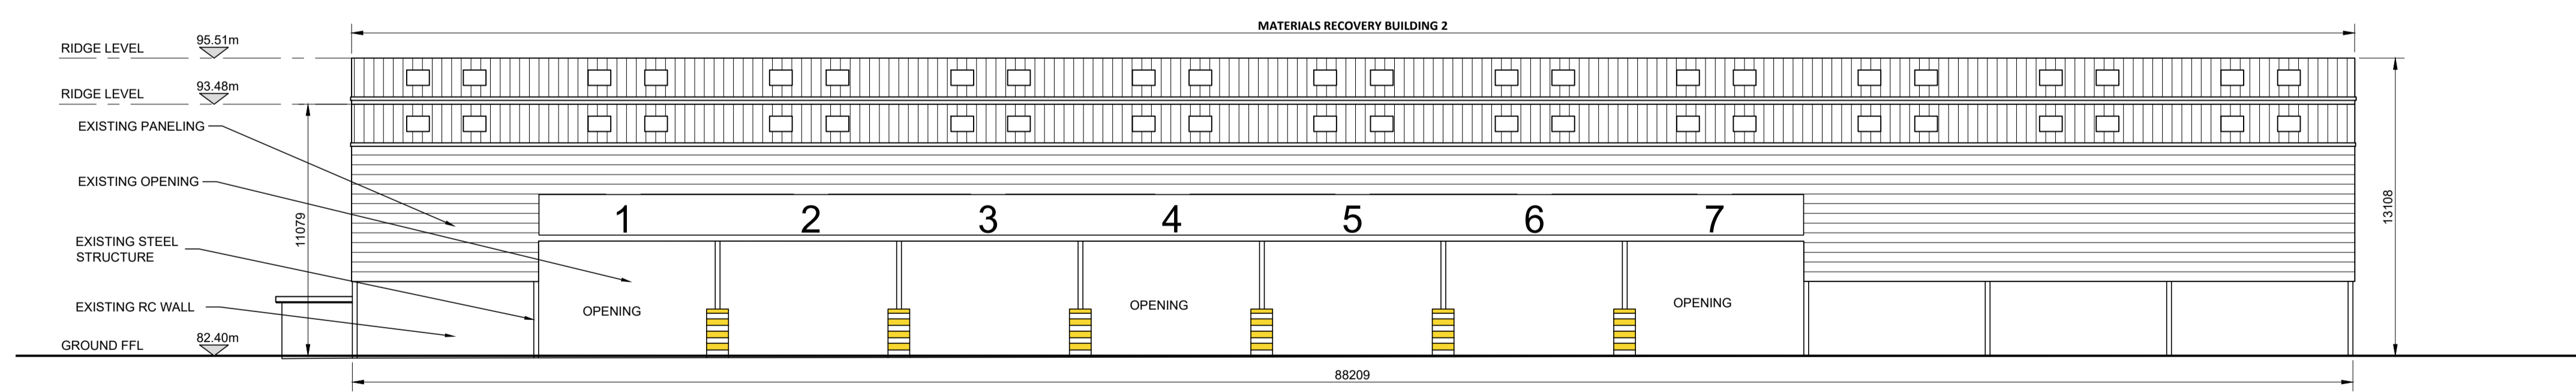 MATERIALS RECOVERY BUILDING 2
RIDGE LEVEL 95.51m
RIDGE LEVEL 93.48m
EXISTING PANELING
EXISTING OPENING
11079
13108
1 2 3 4 5 6 7
EXISTING STEEL
STRUCTURE
OPENING OPENING OPENING
EXISTING RC WALL
GROUND FFL 82.40m
88209